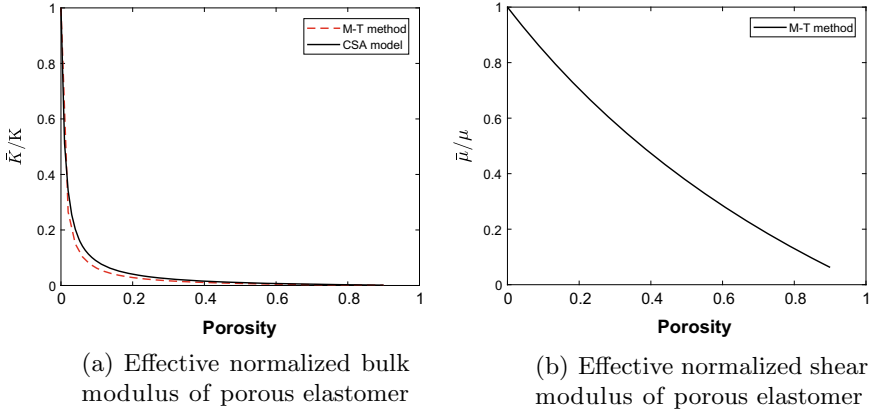 1
0.8
0.6
0.4
0.2
0
K̄/K
M-T method
CSA model
0 0.2 0.4 0.6 0.8 1
Porosity
(a) Effective normalized bulk
modulus of porous elastomer
1
0.8
0.6
0.4
0.2
0
μ̄/μ
M-T method
0 0.2 0.4 0.6 0.8 1
Porosity
(b) Effective normalized shear
modulus of porous elastomer